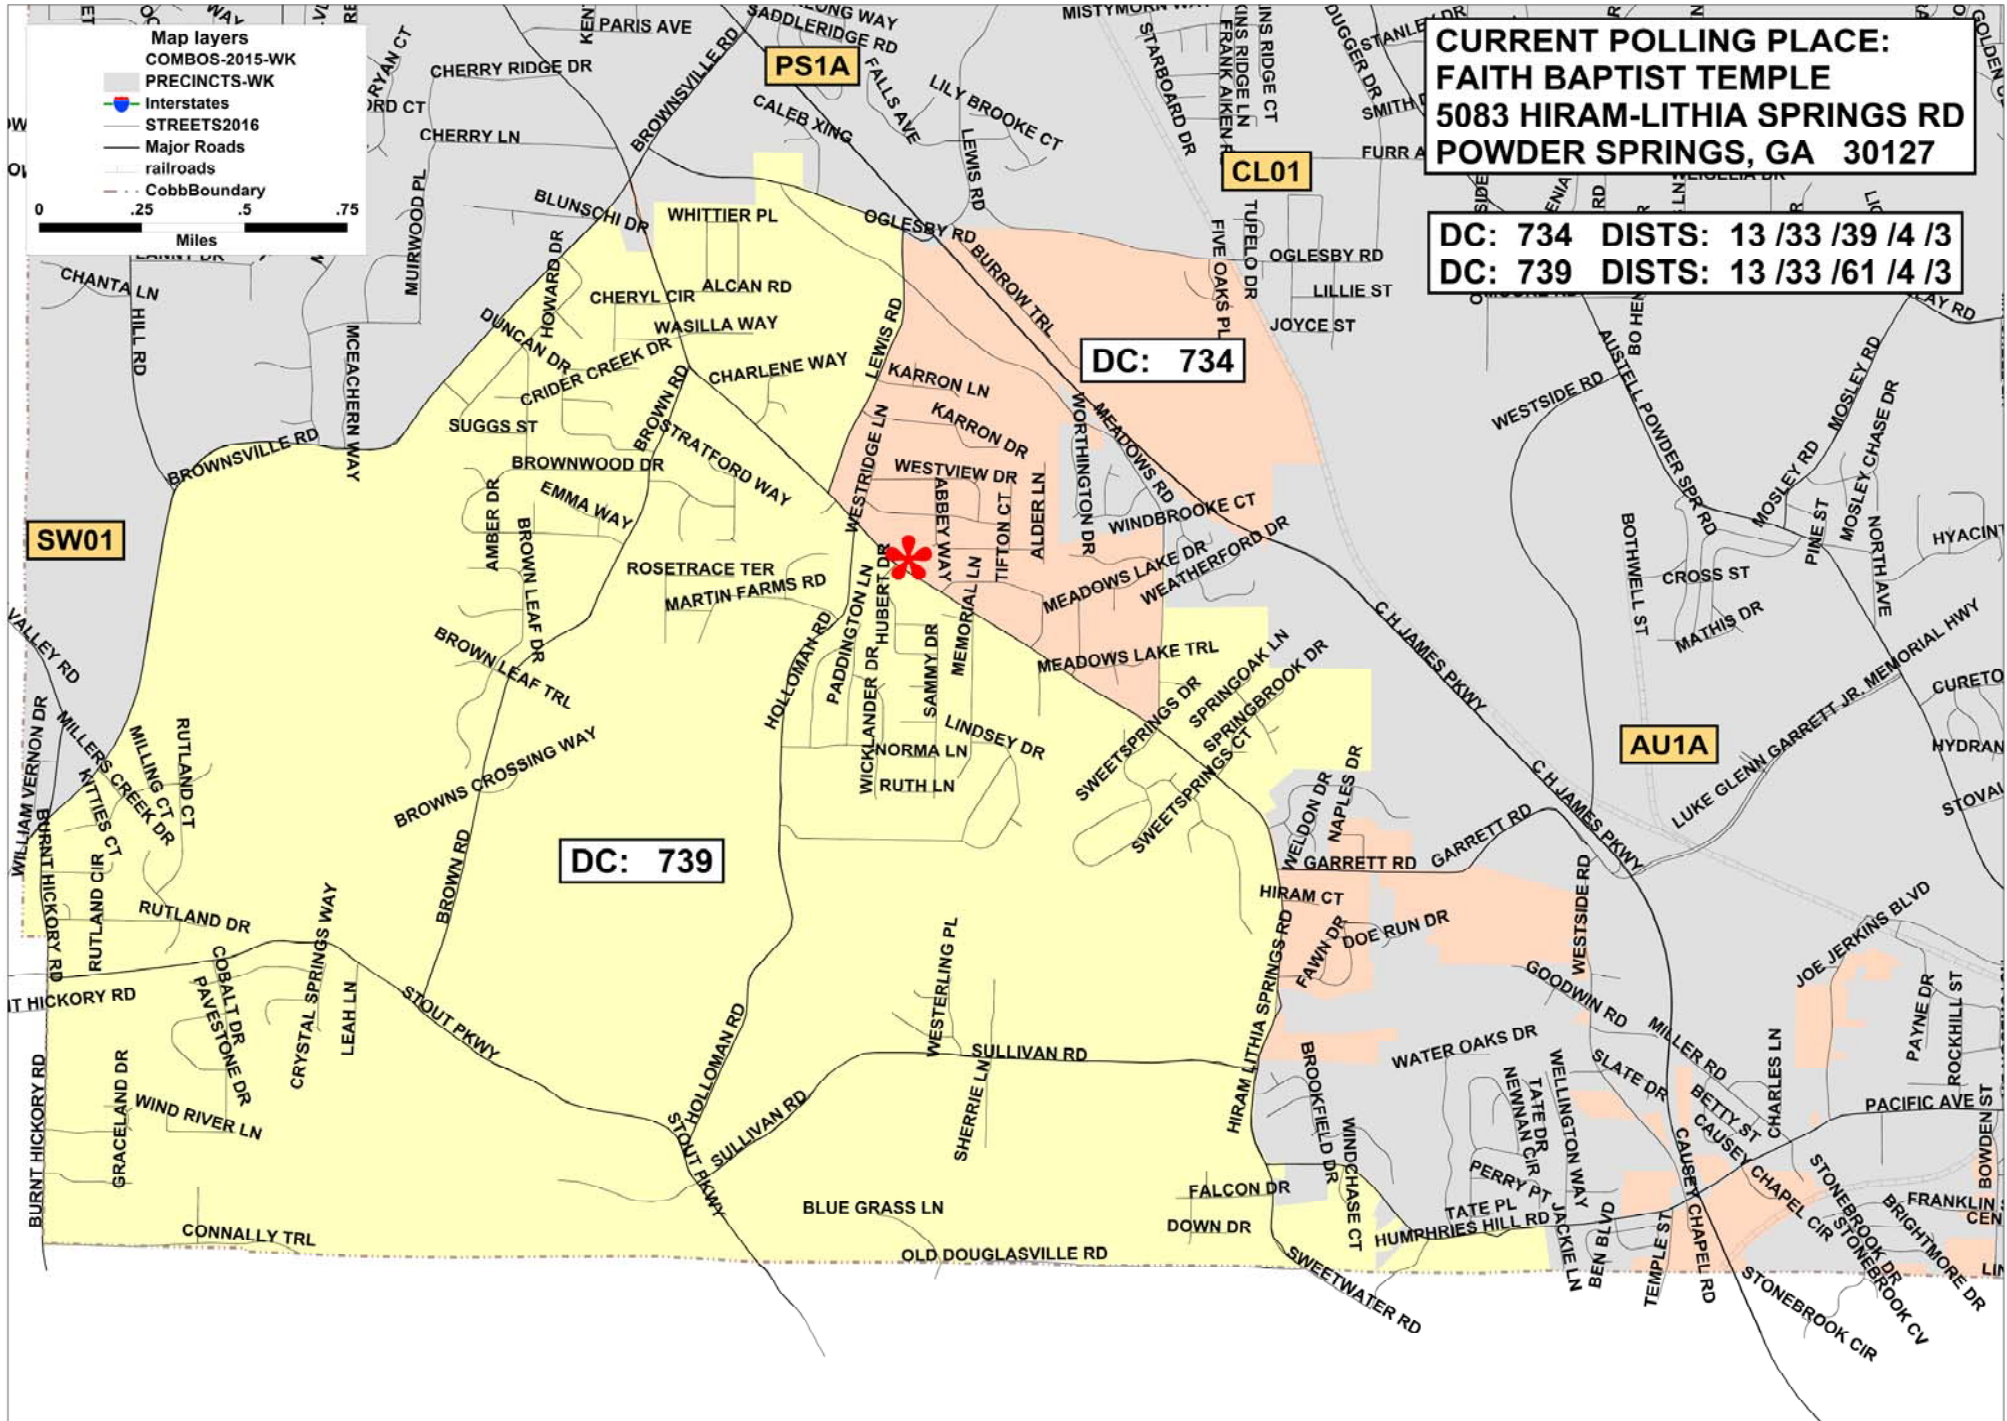 Map layers
COMBOS-2015-WK
PRECINCTS-WK
Interstates
STREETS2016
Major Roads
railroads
CobbBoundary
0 .25 .5 .75
Miles
CURRENT POLLING PLACE:
FAITH BAPTIST TEMPLE
5083 HIRAM-LITHIA SPRINGS RD
POWDER SPRINGS, GA 30127
DC: 734 DISTS: 13 /33 /39 /4 /3
DC: 739 DISTS: 13 /33 /61 /4 /3
PS1A
CL01
SW01
AU1A
DC: 734
DC: 739
PARIS AVE
SADDLERIDGE RD
CHERRY RIDGE DR
BROWNSVILLE RD
FALLS AVE
LILY BROOKE CT
CALEB XING
CHERRY LN
LEWIS RD
STARBOARD DR
FRANK AIKEN R
DUGGER DR
STANLEY DR
MUIRWOOD PL
BLUNSCHI DR
WHITTIER PL
OGLESBY RD
BURROW TRL
FIVE OAKS PL
TUPELO DR
OGLESBY RD
LILLIE ST
JOYCE ST
CHANTA LN
HILL RD
MCEACHERN WAY
HOWARD DR
CHERYL CIR
ALCAN RD
WASILLA WAY
DUNCAN DR
CRIDER CREEK DR
CHARLENE WAY
LEWIS RD
KARRON LN
KARRON DR
WORTHINGTON DR
MEADOWS RD
BROWNSVILLE RD
SUGGS ST
BROWN RD
STRATFORD WAY
BROWNWOOD DR
EMMA WAY
AMBER DR
BROWN LEAF DR
WESTRIDGE LN
WESTVIEW DR
ABBEY WAY
TIFTON CT
ALDER LN
WINDBROOKE CT
MEADOWS LAKE DR
WEATHERFORD DR
MEADOWS LAKE TRL
ROSETRACE TER
MARTIN FARMS RD
HUBERT DR
PADDINGTON LN
HOLLOMAN RD
WICKLANDER DR
SAMMY DR
MEMORIAL LN
LINDSEY DR
NORMA LN
RUTH LN
BROWN LEAF TRL
BROWNS CROSSING WAY
BROWN RD
SWEETSPRINGS DR
SPRINGOAK LN
SPRINGBROOK DR
SWEETSPRINGS CT
C H JAMES PKWY
C H JAMES PKWY
WESTSIDE RD
AUSTELL POWDER SPR RD
MOSLEY RD
MOSLEY RD
MOSLEY CHASE DR
BOTHWELL ST
PINE ST
NORTH AVE
CROSS ST
MATHIS DR
LUKE GLENN GARRETT JR. MEMORIAL HWY
VALLEY RD
WILLIAM VERNON DR
MILLERS CREEK DR
MILLING CT
RUTLAND CT
KITTIES CT
BURNT HICKORY RD
RUTLAND CIR
RUTLAND DR
COBALT DR
PAVESTONE DR
CRYSTAL SPRINGS WAY
LEAH LN
STOUT PKWY
BURNT HICKORY RD
GRACELAND DR
WIND RIVER LN
CONNALLY TRL
HOLLOMAN RD
STOUT PKWY
SULLIVAN RD
SULLIVAN RD
WESTERLING PL
SHERRIE LN
BLUE GRASS LN
OLD DOUGLASVILLE RD
HIRAM LITHIA SPRINGS RD
FALCON DR
DOWN DR
SWEETWATER RD
WELDON DR
NAPLES DR
GARRETT RD
GARRETT RD
HIRAM CT
FAWN DR
DOE RUN DR
WESTSIDE RD
GOODWIN RD
WATER OAKS DR
BROOKFIELD DR
WINDCHASE CT
NEWNAN CIR
TATE DR
WELLINGTON WAY
PERRY PT
TATE PL
HUMPHRIES HILL RD
JACKIE LN
BEN BLVD
TEMPLE ST
SLATE DR
MILLER RD
BETTY ST
CAUSEY CHAPEL CIR
CAUSEY CHAPEL RD
CHARLES LN
JOE JERKINS BLVD
PAYNE DR
ROCKHILL ST
PACIFIC AVE
BOWDEN ST
FRANKLIN
BRIGHTMORE DR
STONEBROOK DR
STONEBROOK CV
STONEBROOK CIR